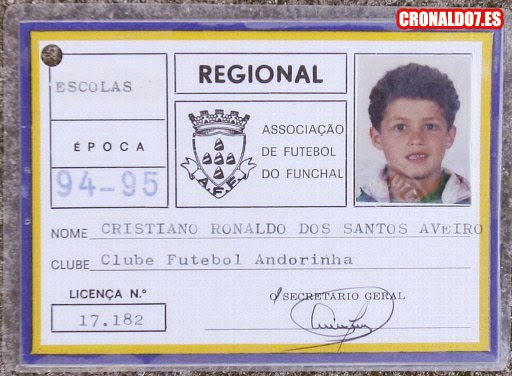 CRONALDO7.ES
ESCOLAS
ÉPOCA
94-95
REGIONAL
A.F.F.
ASSOCIAÇÃO
DE FUTEBOL
DO FUNCHAL
NOME CRISTIANO RONALDO DOS SANTOS AVEIRO
CLUBE Clube Futebol Andorinha
LICENÇA N.º
17.182
O SECRETÁRIO GERAL